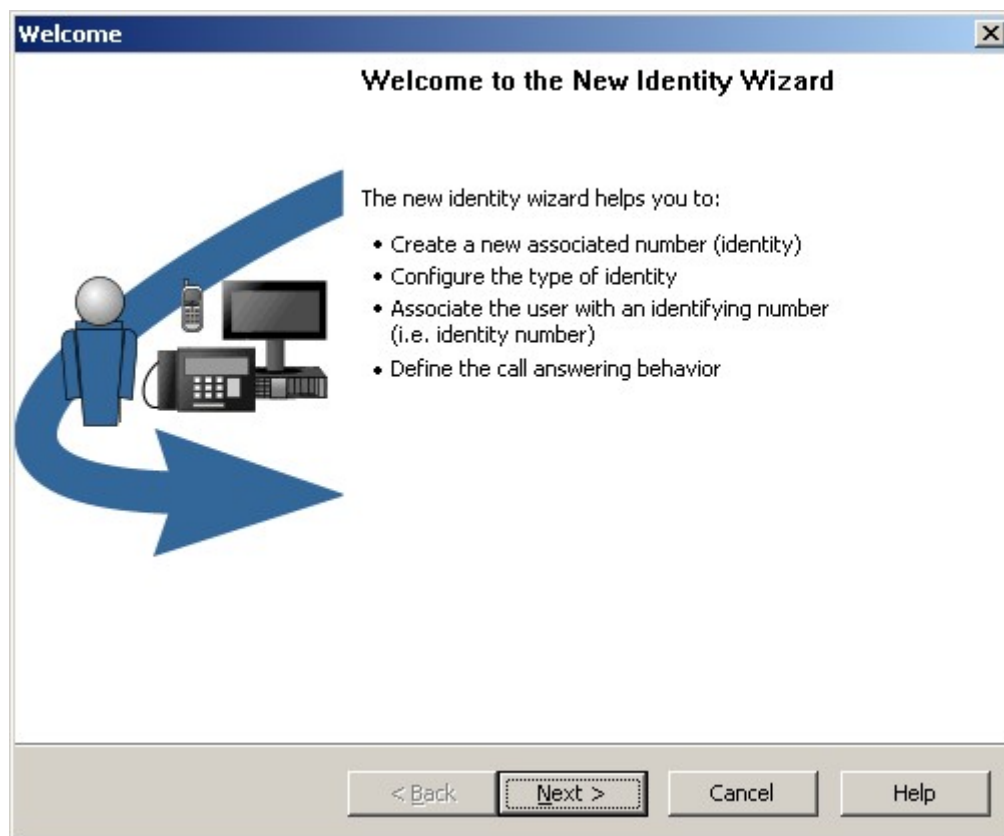 Welcome
Welcome to the New Identity Wizard
The new identity wizard helps you to:
• Create a new associated number (identity)
• Configure the type of identity
• Associate the user with an identifying number
(i.e. identity number)
• Define the call answering behavior
< Back
Next >
Cancel
Help